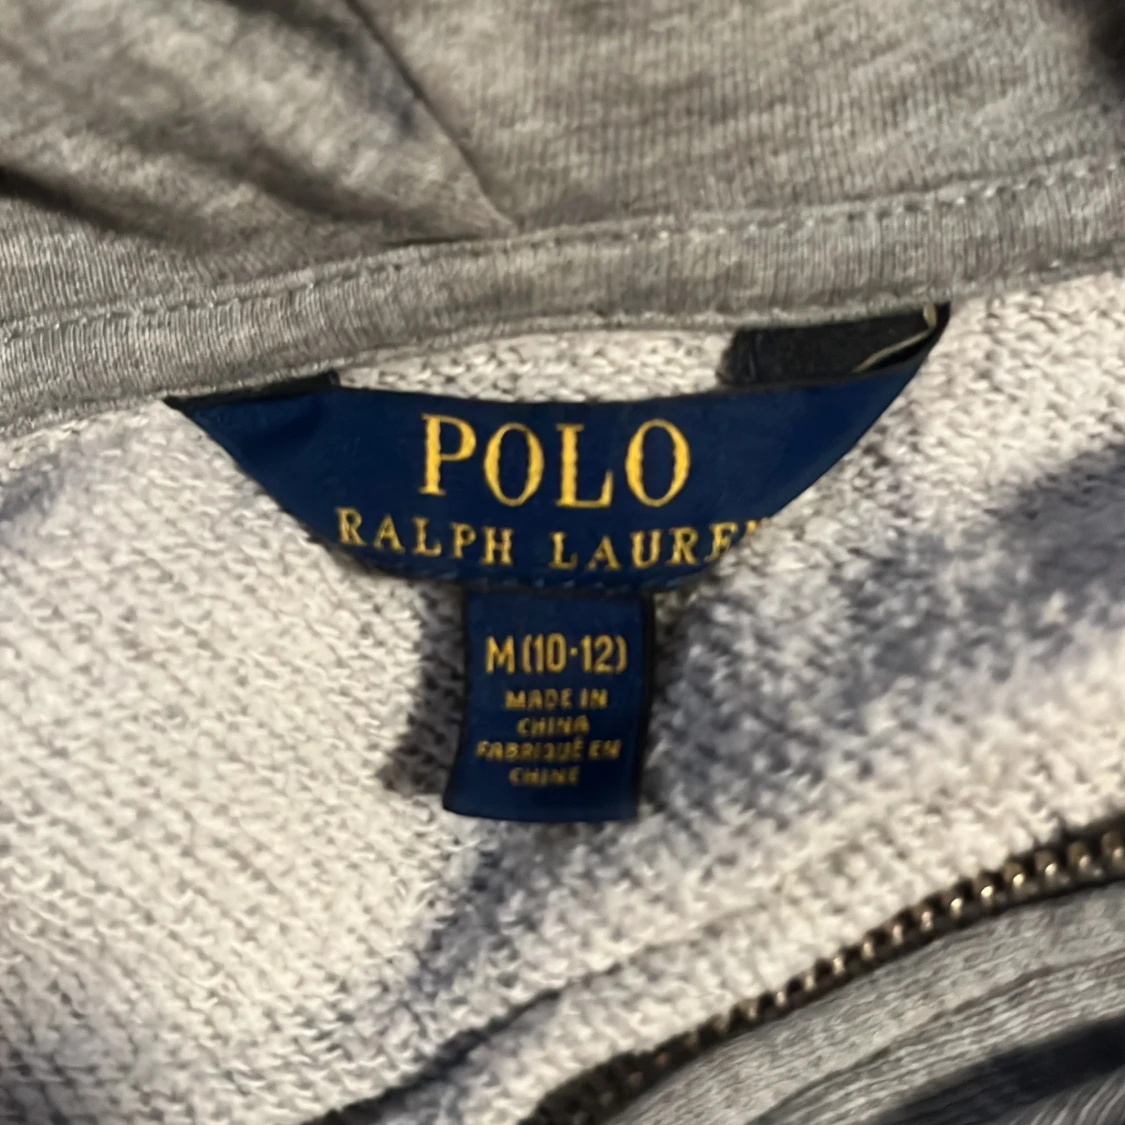 POLO
RALPH LAUREN
M (10·12)
MADE IN
CHINA
FABRIQUÉ EN
CHINE